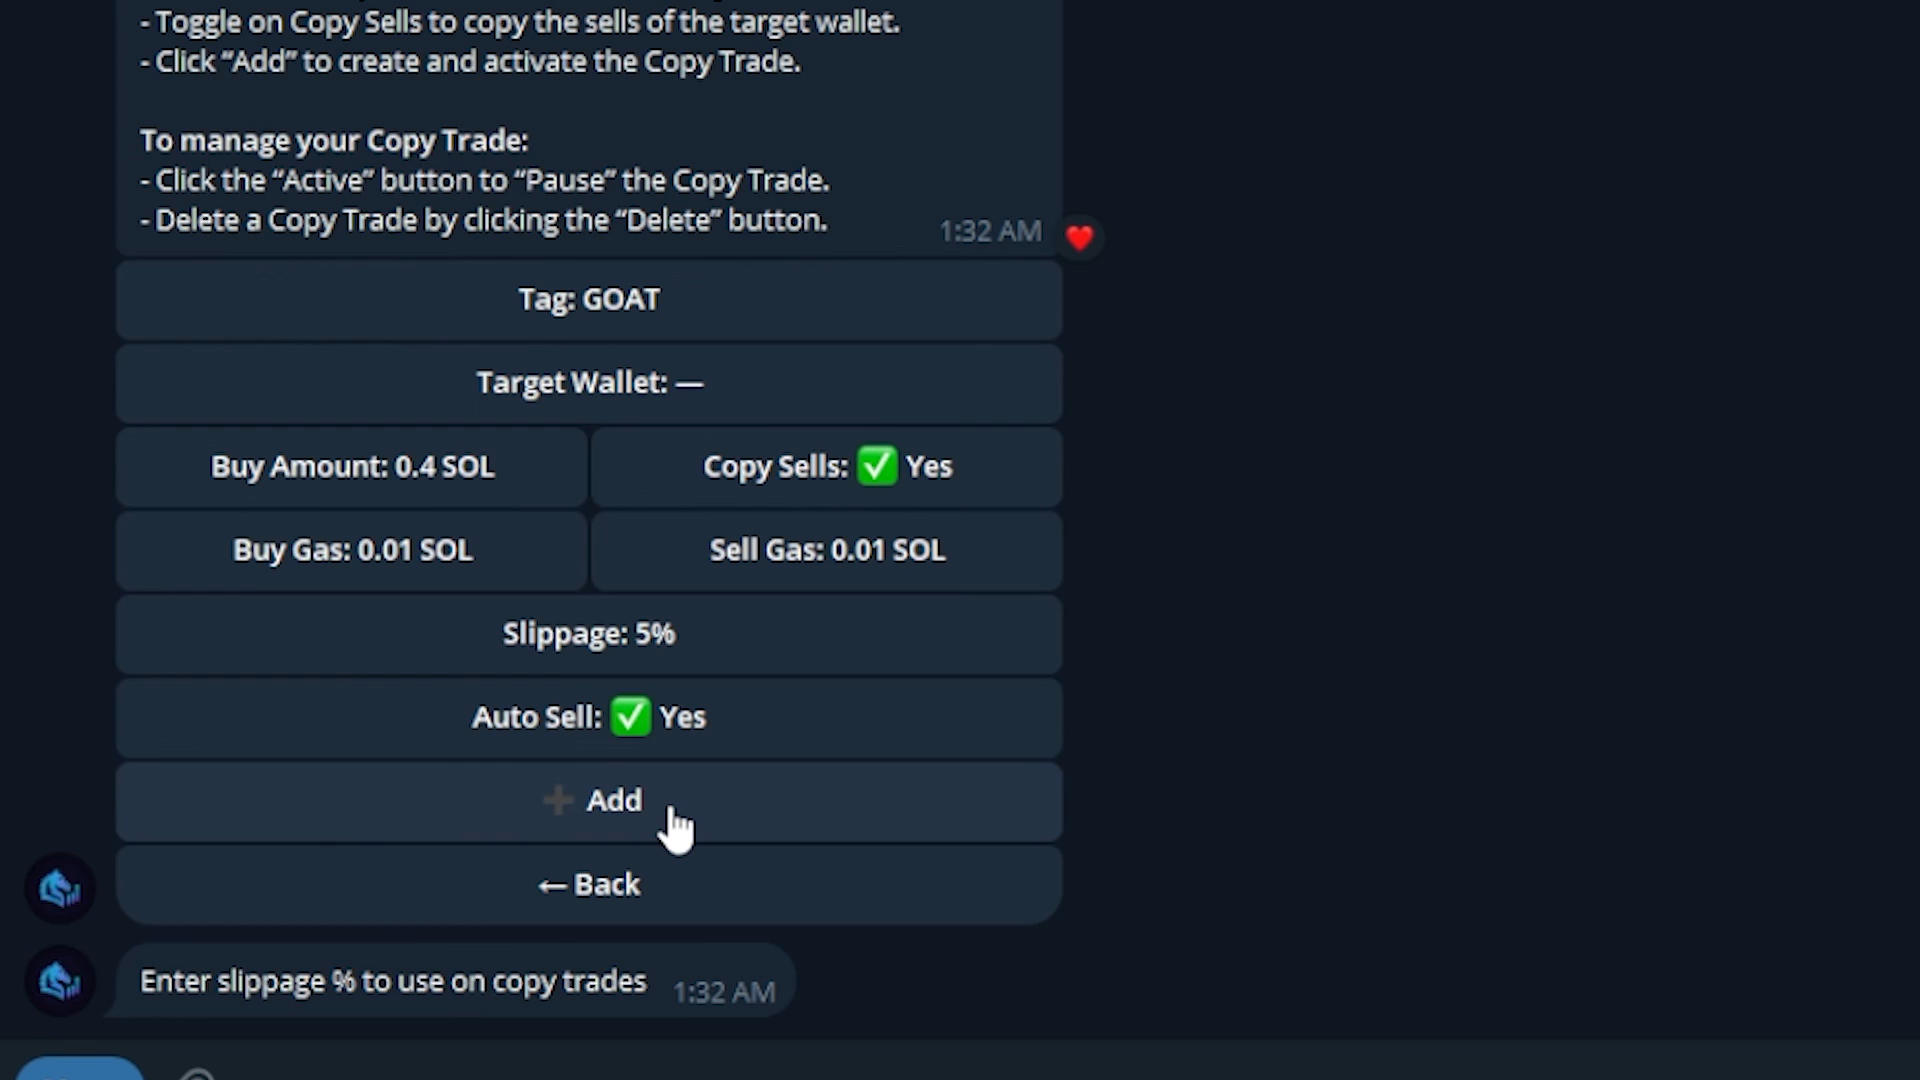 - Toggle on Copy Sells to copy the sells of the target wallet.
- Click “Add” to create and activate the Copy Trade.
To manage your Copy Trade:
- Click the “Active” button to “Pause” the Copy Trade.
- Delete a Copy Trade by clicking the “Delete” button.
1:32 AM
Tag: GOAT
Target Wallet: —
Buy Amount: 0.4 SOL
Copy Sells: ✅ Yes
Buy Gas: 0.01 SOL
Sell Gas: 0.01 SOL
Slippage: 5%
Auto Sell: ✅ Yes
➕ Add
← Back
Enter slippage % to use on copy trades
1:32 AM